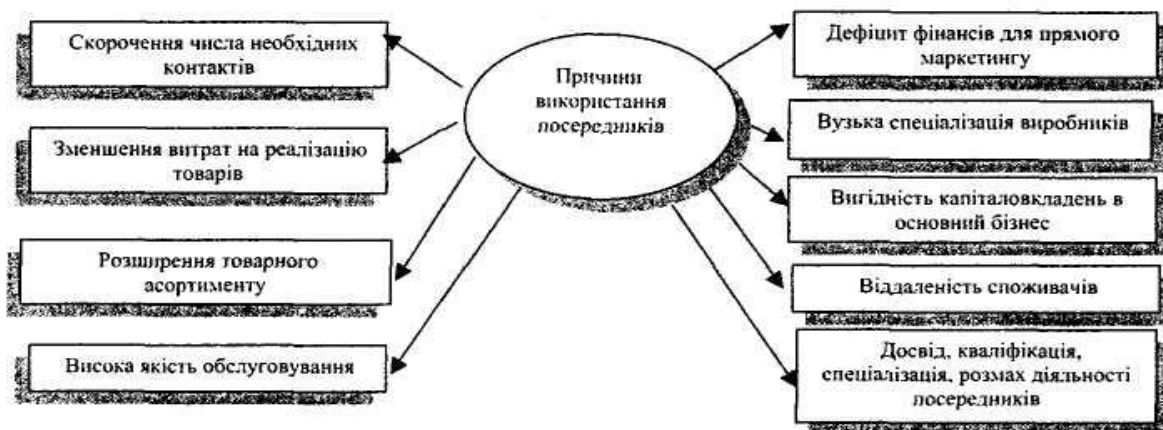 Причини
використання
посередників
Скорочення числа необхідних
контактів
Зменшення витрат на реалізацію
товарів
Розширення товарного
асортименту
Висока якість обслуговування
Дефіцит фінансів для прямого
маркетингу
Вузька спеціалізація виробників
Вигідність капіталовкладень в
основний бізнес
Віддаленість споживачів
Досвід, кваліфікація,
спеціалізація, розмах діяльності
посередників